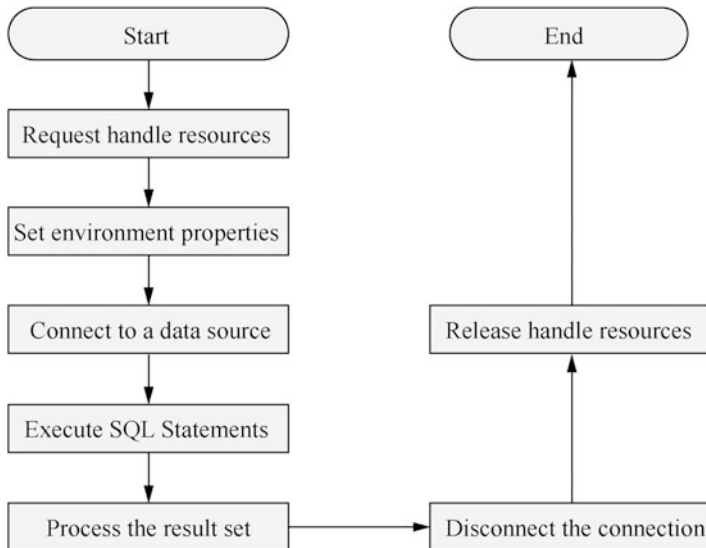 Start
Request handle resources
Set environment properties
Connect to a data source
Execute SQL Statements
Process the result set
Disconnect the connection
Release handle resources
End